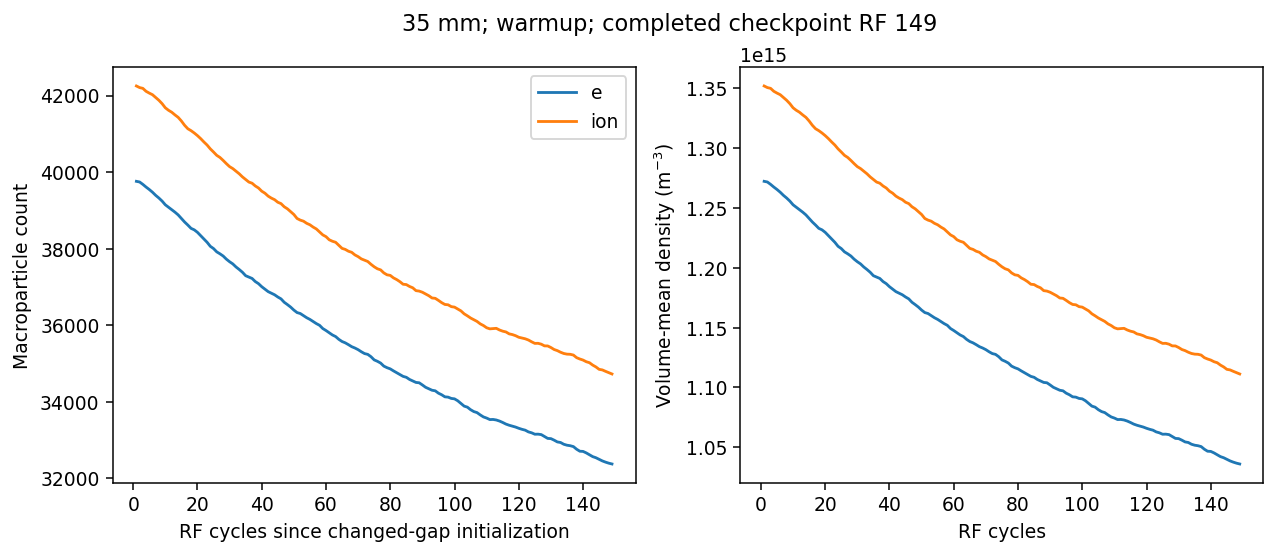 35 mm; warmup; completed checkpoint RF 149
Macroparticle count
42000
40000
38000
36000
34000
32000
0 20 40 60 80 100 120 140
RF cycles since changed-gap initialization
e
ion
1e15
Volume-mean density (m⁻³)
1.35
1.30
1.25
1.20
1.15
1.10
1.05
0 20 40 60 80 100 120 140
RF cycles